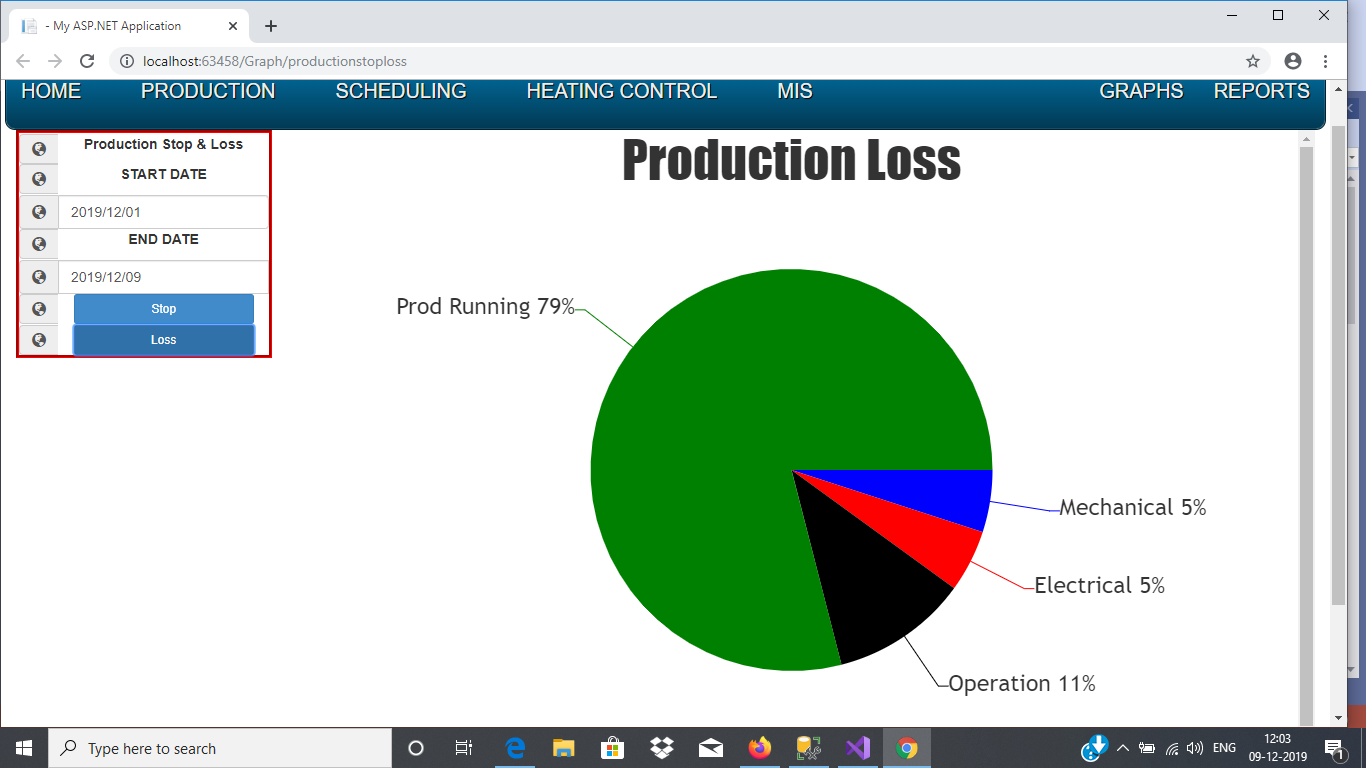 - My ASP.NET Application
localhost:63458/Graph/productionstoploss
HOME PRODUCTION SCHEDULING HEATING CONTROL MIS GRAPHS REPORTS
Production Stop & Loss
START DATE
2019/12/01
END DATE
2019/12/09
Stop
Loss
Production Loss
Prod Running 79%
Mechanical 5%
Electrical 5%
Operation 11%
Type here to search
ENG
12:03
09-12-2019
1